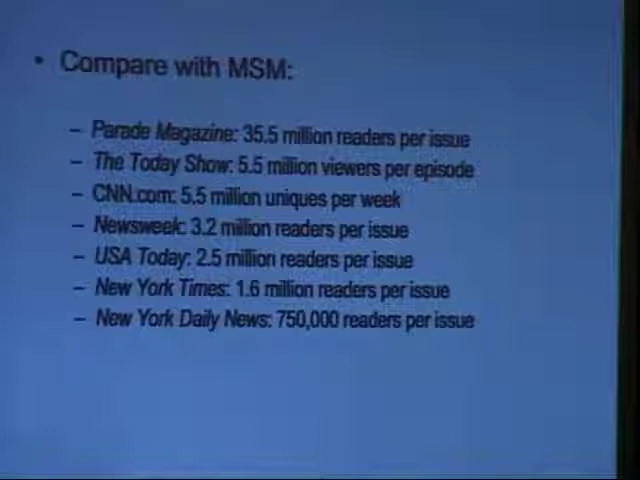 • Compare with MSM:
– Parade Magazine: 35.5 million readers per issue
– The Today Show: 5.5 million viewers per episode
– CNN.com: 5.5 million uniques per week
– Newsweek: 3.2 million readers per issue
– USA Today: 2.5 million readers per issue
– New York Times: 1.6 million readers per issue
– New York Daily News: 750,000 readers per issue